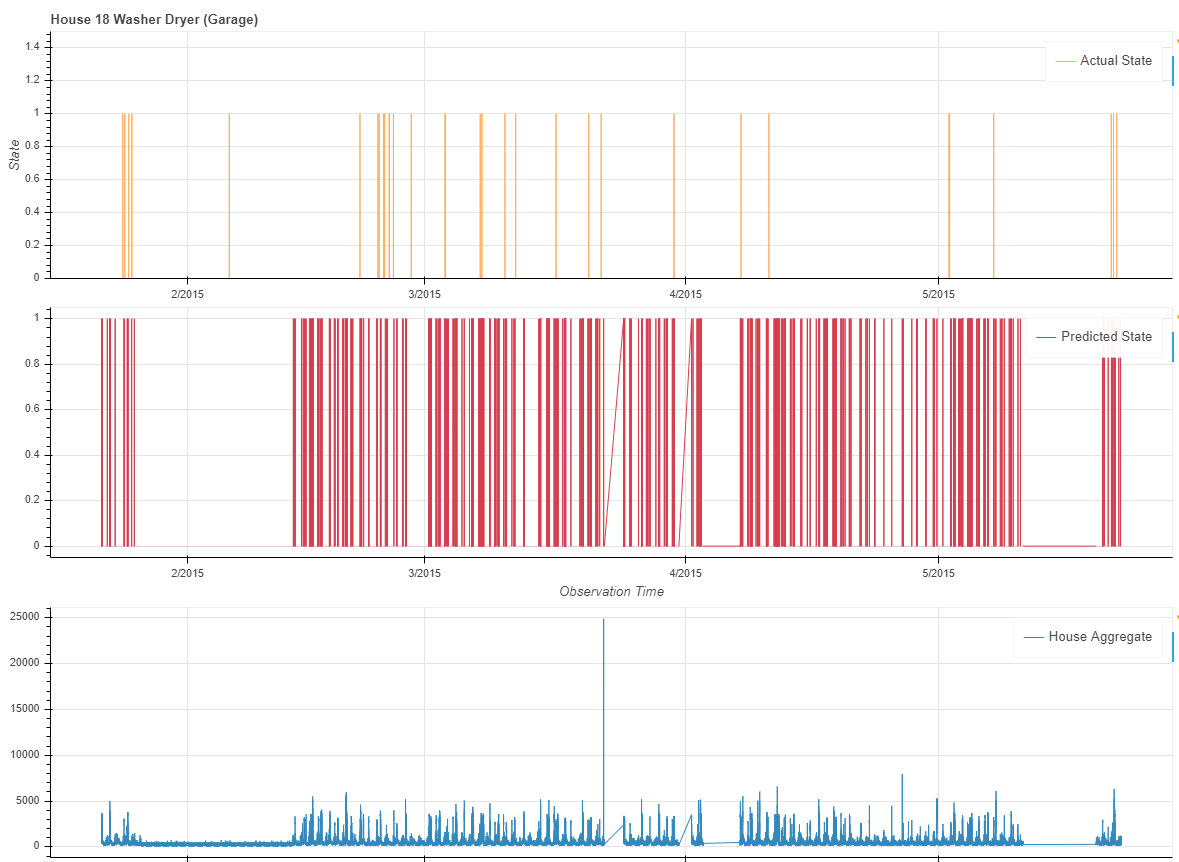 House 18 Washer Dryer (Garage)
1.4
Actual State
1.2
1
0.8
State
0.6
0.4
0.2
0
2/2015 3/2015 4/2015 5/2015
1
Predicted State
0.8
0.6
0.4
0.2
0
2/2015 3/2015 4/2015 5/2015
Observation Time
25000
House Aggregate
20000
15000
10000
5000
0